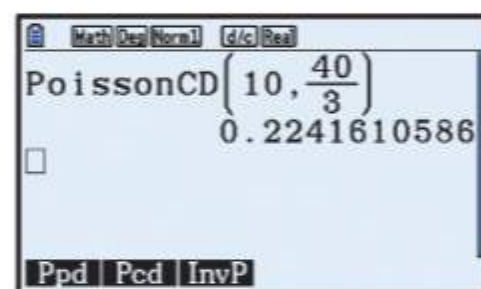 Math Deg Norm1 d/c Real
PoissonCD(10, 40/3)
0.2241610586
Ppd Pcd InvP